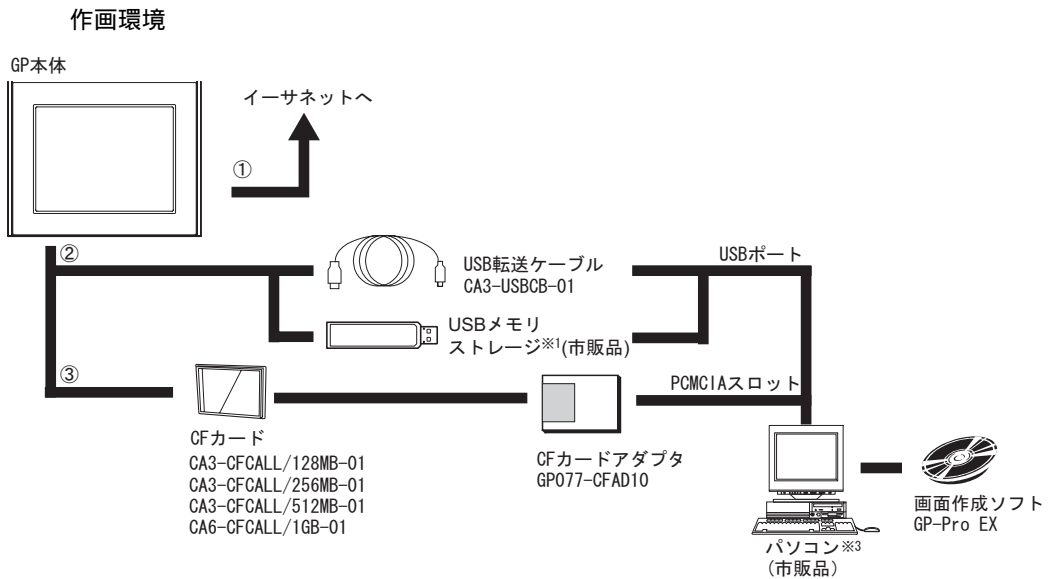 作画環境
GP本体
イーサネットへ
①
②
USB転送ケーブル
CA3-USBCB-01
USBポート
USBメモリ
ストレージ※1(市販品)
③
PCMCIAスロット
CFカード
CA3-CFCALL/128MB-01
CA3-CFCALL/256MB-01
CA3-CFCALL/512MB-01
CA6-CFCALL/1GB-01
CFカードアダプタ
GP077-CFAD10
画面作成ソフト
GP-Pro EX
パソコン※3
(市販品)